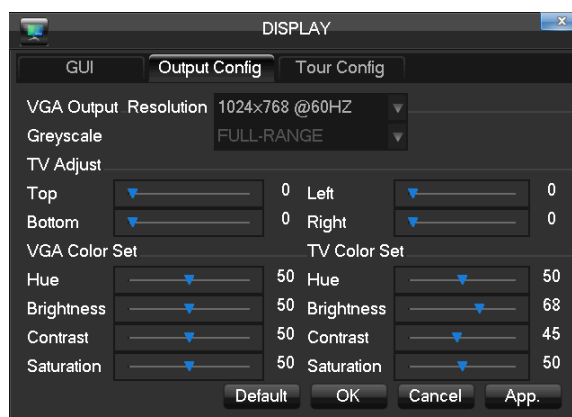 DISPLAY
GUI Output Config Tour Config
VGA Output Resolution 1024x768 @60HZ
Greyscale FULL-RANGE
TV Adjust
Top 0 Left 0
Bottom 0 Right 0
VGA Color Set TV Color Set
Hue 50 Hue 50
Brightness 50 Brightness 68
Contrast 50 Contrast 45
Saturation 50 Saturation 50
Default OK Cancel App.